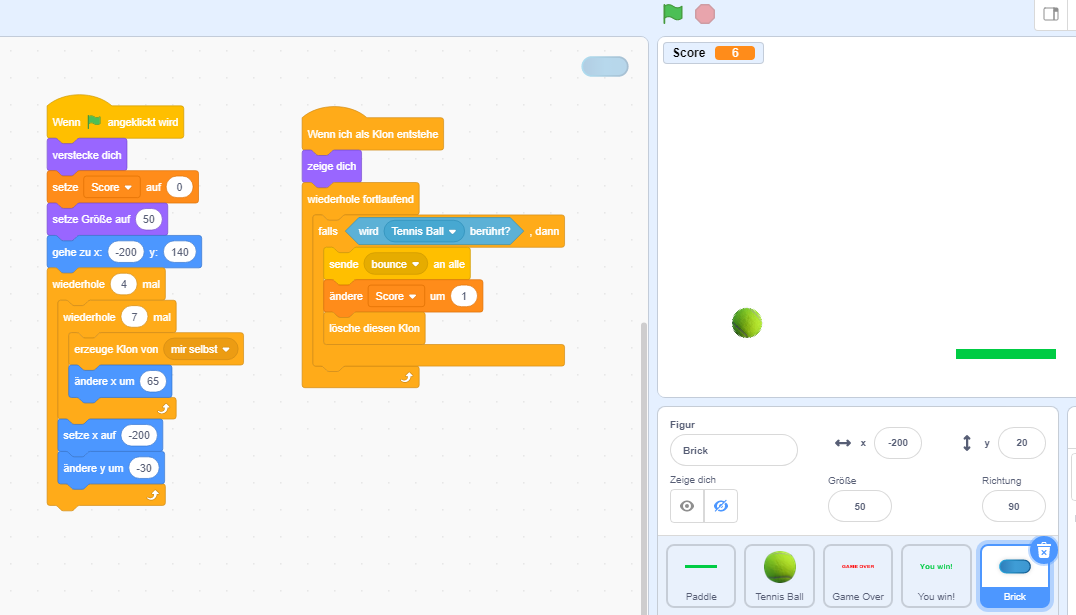 Wenn angeklickt wird
verstecke dich
setze Score auf 0
setze Größe auf 50
gehe zu x: -200 y: 140
wiederhole 4 mal
wiederhole 7 mal
erzeuge Klon von mir selbst
ändere x um 65
setze x auf -200
ändere y um -30
Wenn ich als Klon entstehe
zeige dich
wiederhole fortlaufend
falls wird Tennis Ball berührt? , dann
sende bounce an alle
ändere Score um 1
lösche diesen Klon
Score 6
Figur
Brick
x -200
y 20
Zeige dich
Größe
50
Richtung
90
Paddle
Tennis Ball
GAME OVER
Game Over
You win!
You win!
Brick